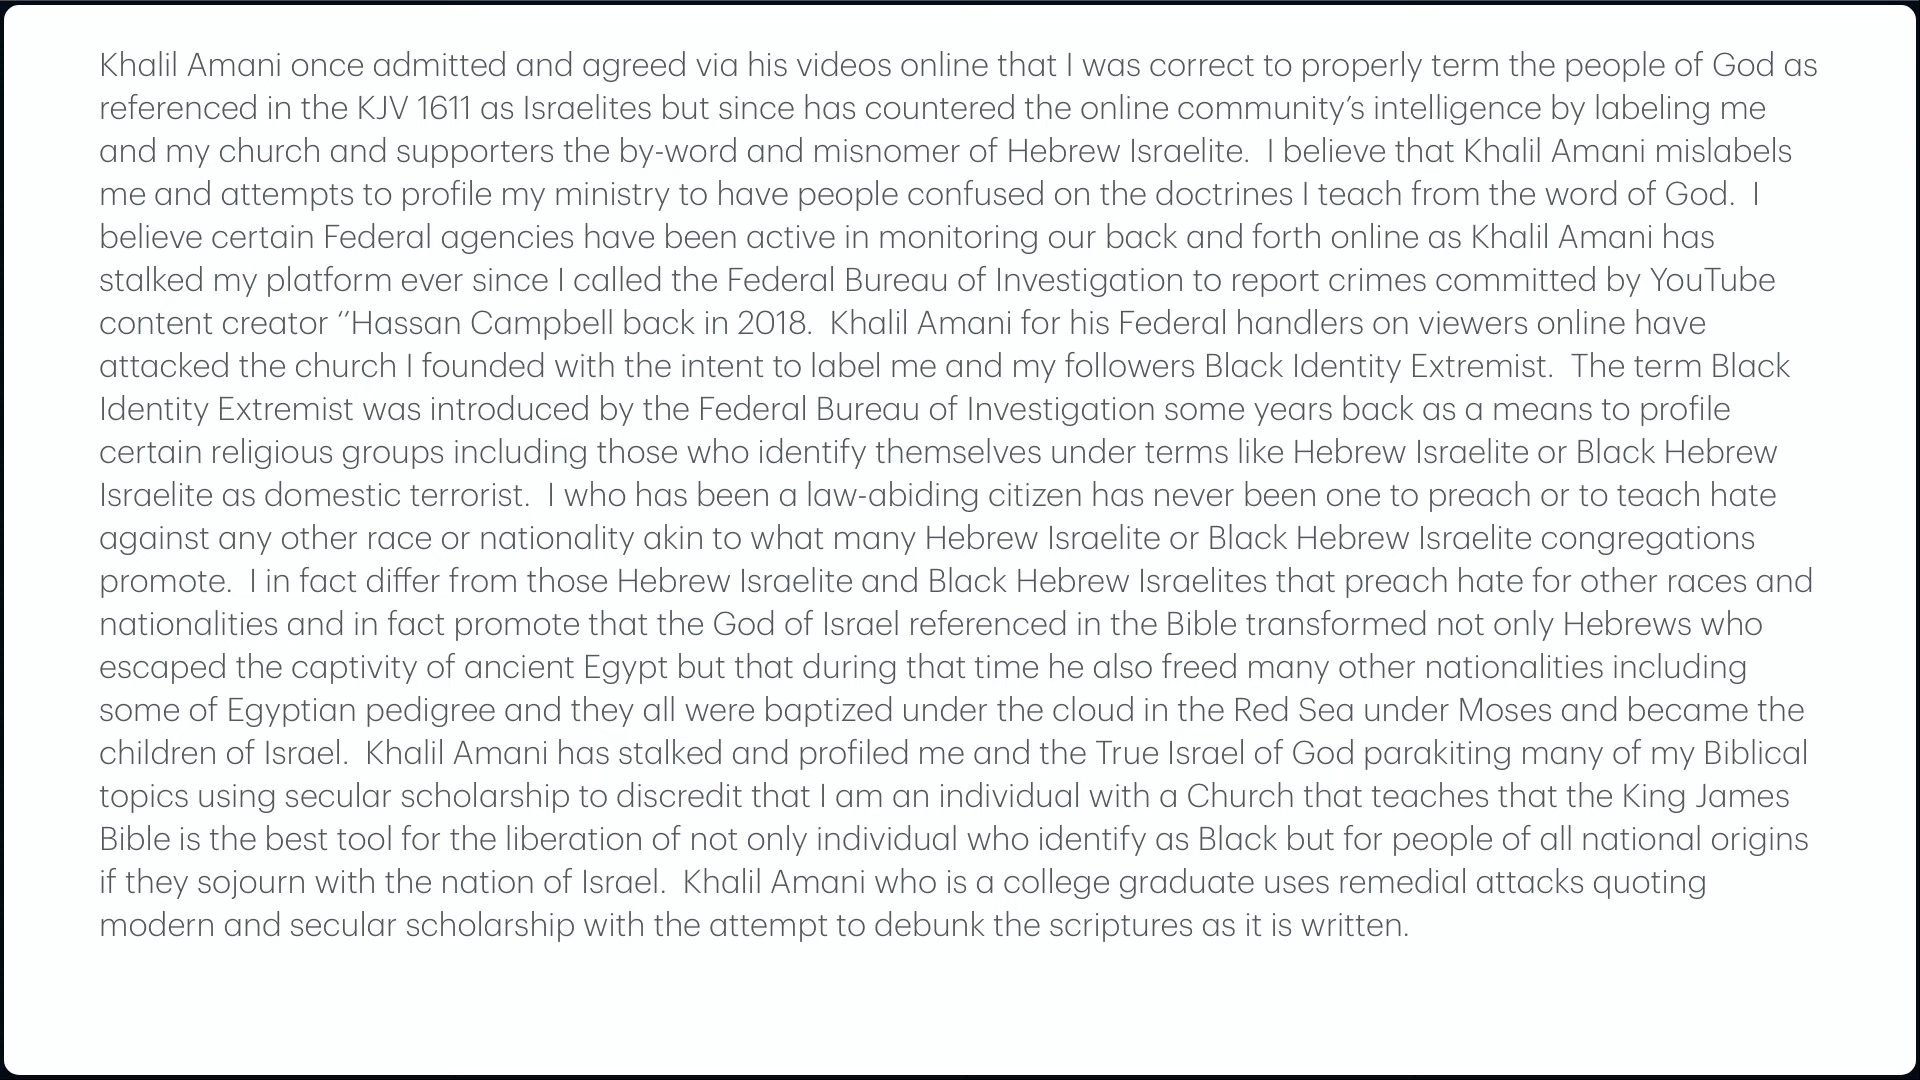 Khalil Amani once admitted and agreed via his videos online that I was correct to properly term the people of God as
referenced in the KJV 1611 as Israelites but since has countered the online community’s intelligence by labeling me
and my church and supporters the by-word and misnomer of Hebrew Israelite.  I believe that Khalil Amani mislabels
me and attempts to profile my ministry to have people confused on the doctrines I teach from the word of God.  I
believe certain Federal agencies have been active in monitoring our back and forth online as Khalil Amani has
stalked my platform ever since I called the Federal Bureau of Investigation to report crimes committed by YouTube
content creator ‘’Hassan Campbell back in 2018.  Khalil Amani for his Federal handlers on viewers online have
attacked the church I founded with the intent to label me and my followers Black Identity Extremist.  The term Black
Identity Extremist was introduced by the Federal Bureau of Investigation some years back as a means to profile
certain religious groups including those who identify themselves under terms like Hebrew Israelite or Black Hebrew
Israelite as domestic terrorist.  I who has been a law-abiding citizen has never been one to preach or to teach hate
against any other race or nationality akin to what many Hebrew Israelite or Black Hebrew Israelite congregations
promote.  I in fact differ from those Hebrew Israelite and Black Hebrew Israelites that preach hate for other races and
nationalities and in fact promote that the God of Israel referenced in the Bible transformed not only Hebrews who
escaped the captivity of ancient Egypt but that during that time he also freed many other nationalities including
some of Egyptian pedigree and they all were baptized under the cloud in the Red Sea under Moses and became the
children of Israel.  Khalil Amani has stalked and profiled me and the True Israel of God parakiting many of my Biblical
topics using secular scholarship to discredit that I am an individual with a Church that teaches that the King James
Bible is the best tool for the liberation of not only individual who identify as Black but for people of all national origins
if they sojourn with the nation of Israel.  Khalil Amani who is a college graduate uses remedial attacks quoting
modern and secular scholarship with the attempt to debunk the scriptures as it is written.